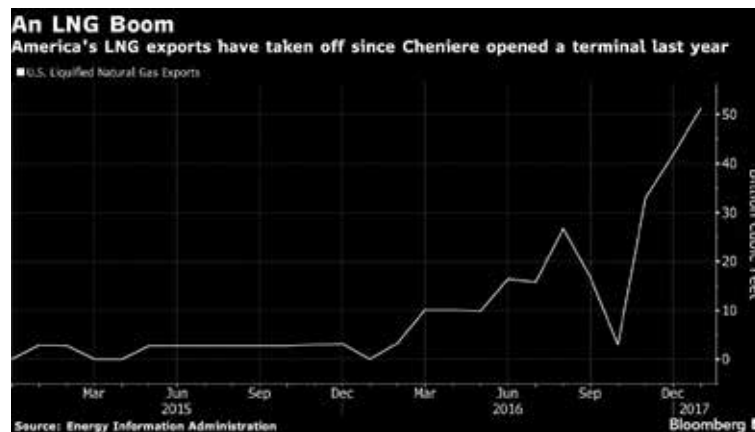 An LNG Boom
America's LNG exports have taken off since Cheniere opened a terminal last year
U.S. Liquified Natural Gas Exports
50
40
30
20
10
0
Mar Jun Sep Dec Mar Jun Sep Dec
2015 2016 2017
Source: Energy Information Administration
Bloomberg